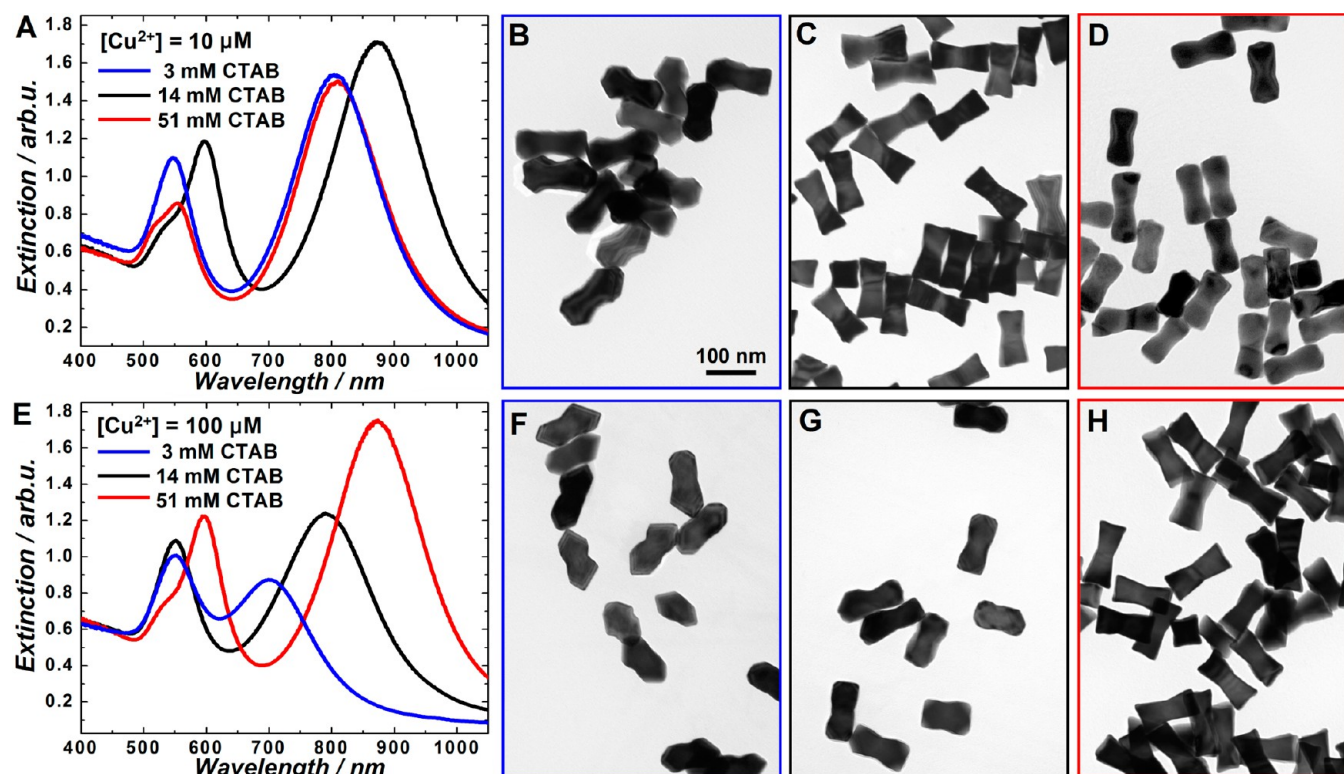 A
[Cu²⁺] = 10 µM
3 mM CTAB
14 mM CTAB
51 mM CTAB
Extinction / arb.u.
1.8
1.6
1.4
1.2
1.0
0.8
0.6
0.4
0.2
400 500 600 700 800 900 1000
Wavelength / nm
B
100 nm
C
D
E
[Cu²⁺] = 100 µM
3 mM CTAB
14 mM CTAB
51 mM CTAB
Extinction / arb.u.
1.8
1.6
1.4
1.2
1.0
0.8
0.6
0.4
0.2
400 500 600 700 800 900 1000
Wavelength / nm
F
G
H